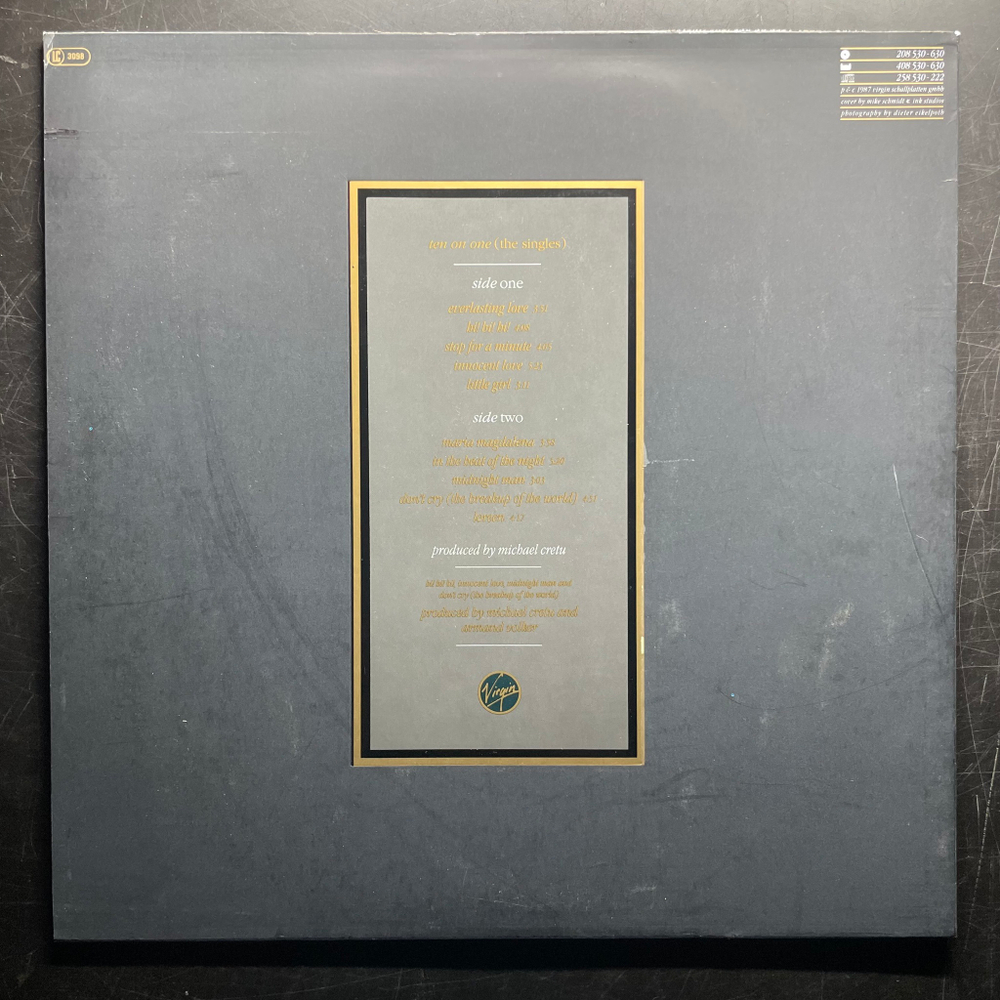 LC 3098
208 530-630
408 530-630
258 530-222
p & c 1987 virgin schallplatten gmbh
cover by mike schmidt & ink studios
photography by dieter eikelpoth
ten on one (the singles)
side one
everlasting love
hi! hi! hi!
stop for a minute
innocent love
little girl
side two
maria magdalena
in the heat of the night
midnight man
don't cry (the breakup of the world)
loreen
produced by michael cretu
hi! hi! hi!, innocent love, midnight man and
don't cry (the breakup of the world)
produced by michael cretu and
armand volker
Virgin